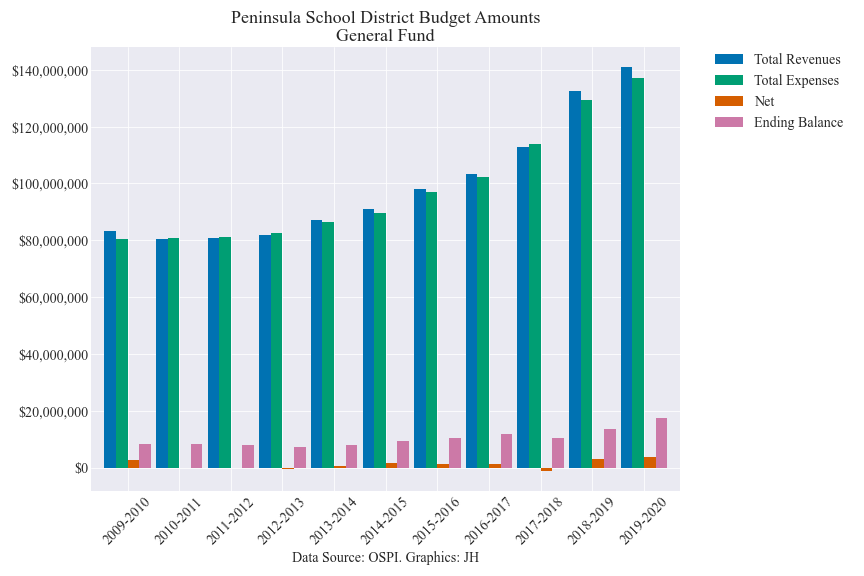 Peninsula School District Budget Amounts
General Fund
Total Revenues
Total Expenses
Net
Ending Balance
$140,000,000
$120,000,000
$100,000,000
$80,000,000
$60,000,000
$40,000,000
$20,000,000
$0
2009-2010
2010-2011
2011-2012
2012-2013
2013-2014
2014-2015
2015-2016
2016-2017
2017-2018
2018-2019
2019-2020
Data Source: OSPI. Graphics: JH